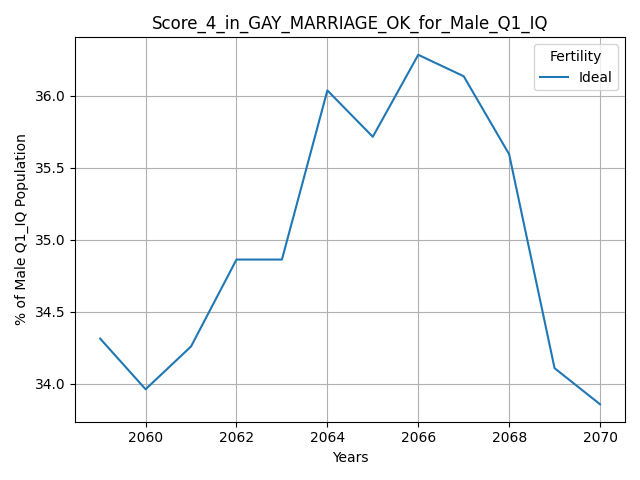 Score_4_in_GAY_MARRIAGE_OK_for_Male_Q1_IQ
Fertility
Ideal
% of Male Q1_IQ Population
36.0
35.5
35.0
34.5
34.0
2060 2062 2064 2066 2068 2070
Years